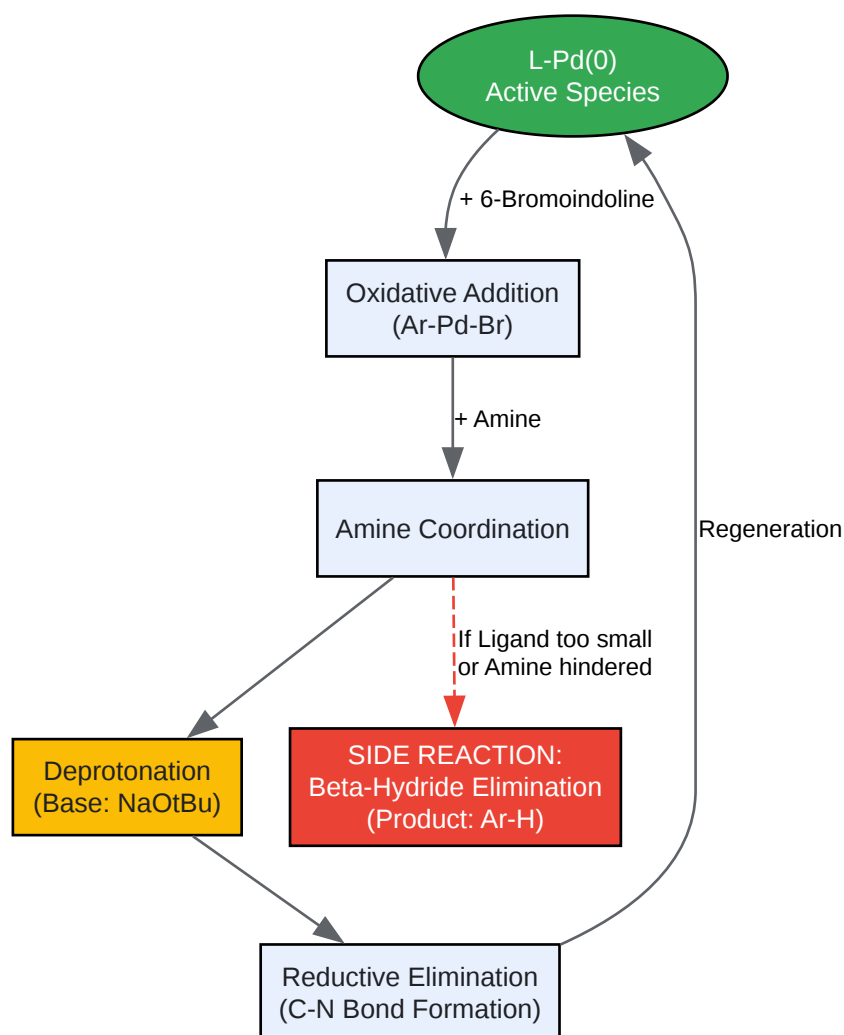 L-Pd(0)
Active Species
+ 6-Bromoindoline
Oxidative Addition
(Ar-Pd-Br)
+ Amine
Amine Coordination
Regeneration
If Ligand too small
or Amine hindered
Deprotonation
(Base: NaOtBu)
SIDE REACTION:
Beta-Hydride Elimination
(Product: Ar-H)
Reductive Elimination
(C-N Bond Formation)